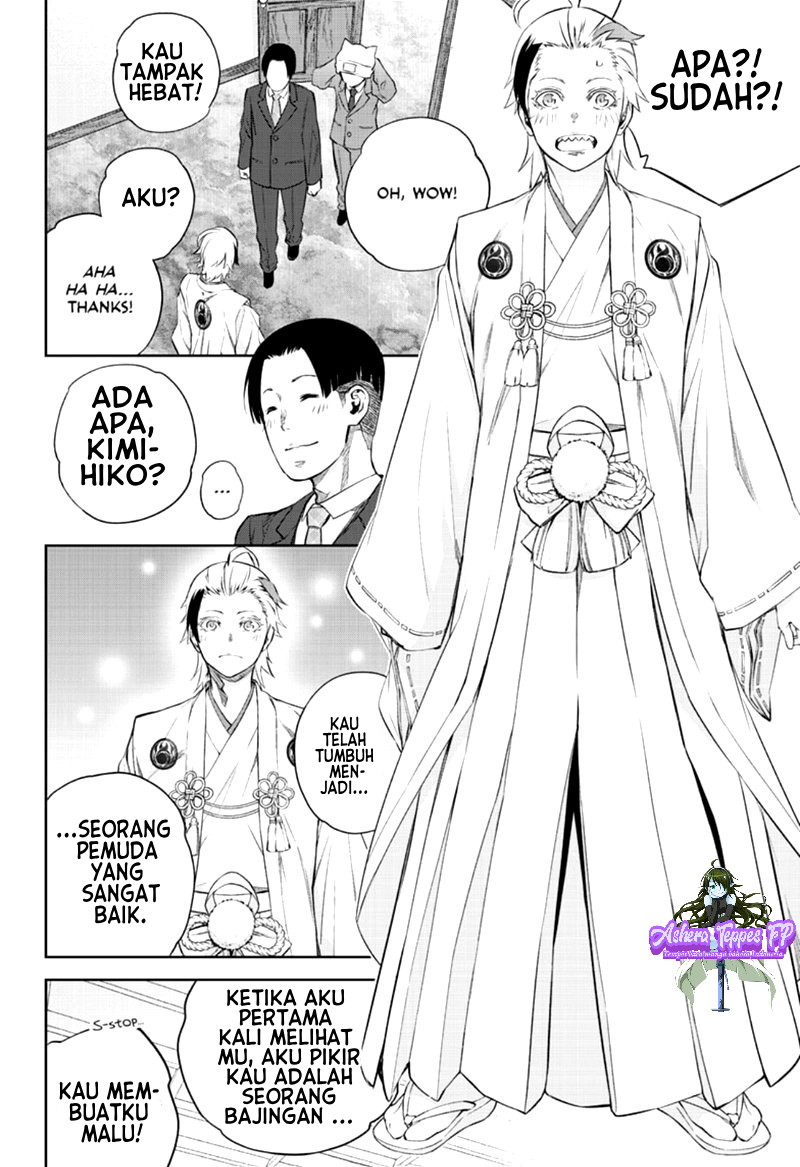 APA?!
SUDAH?!
KAU
TAMPAK
HEBAT!
OH, WOW!
AKU?
AHA
HA HA...
THANKS!
ADA
APA,
KIMI-
HIKO?
...
KAU
TELAH
TUMBUH
MEN-
JADI...
...SEORANG
PEMUDA
YANG
SANGAT
BAIK.
KETIKA AKU
PERTAMA
KALI MELIHAT
MU, AKU PIKIR
KAU ADALAH
SEORANG
BAJINGAN ...
S-STOP...
KAU MEM-
BUATKU
MALU!
Ashera Teppes FP